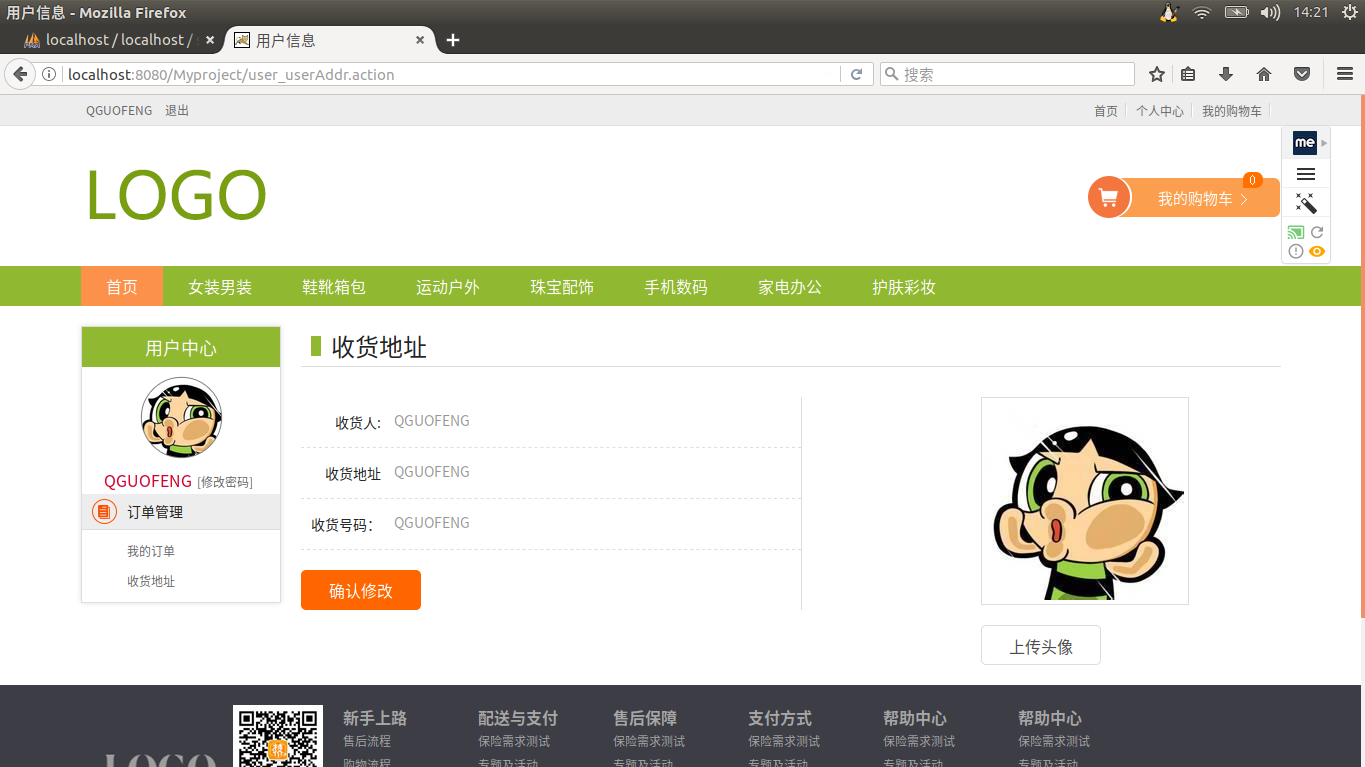 用户信息 - Mozilla Firefox
14:21
localhost / localhost /
用户信息
localhost:8080/Myproject/user_userAddr.action
搜索
QGUOFENG 退出
首页 个人中心 我的购物车
me
LOGO
0
我的购物车
首页 女装男装 鞋靴箱包 运动户外 珠宝配饰 手机数码 家电办公 护肤彩妆
用户中心
QGUOFENG [修改密码]
订单管理
我的订单
收货地址
收货地址
收货人: QGUOFENG
收货地址 QGUOFENG
收货号码: QGUOFENG
确认修改
上传头像
LOGO
新手上路 配送与支付 售后保障 支付方式 帮助中心 帮助中心
售后流程 保险需求测试 保险需求测试 保险需求测试 保险需求测试 保险需求测试
购物流程 专题及活动 专题及活动 专题及活动 专题及活动 专题及活动